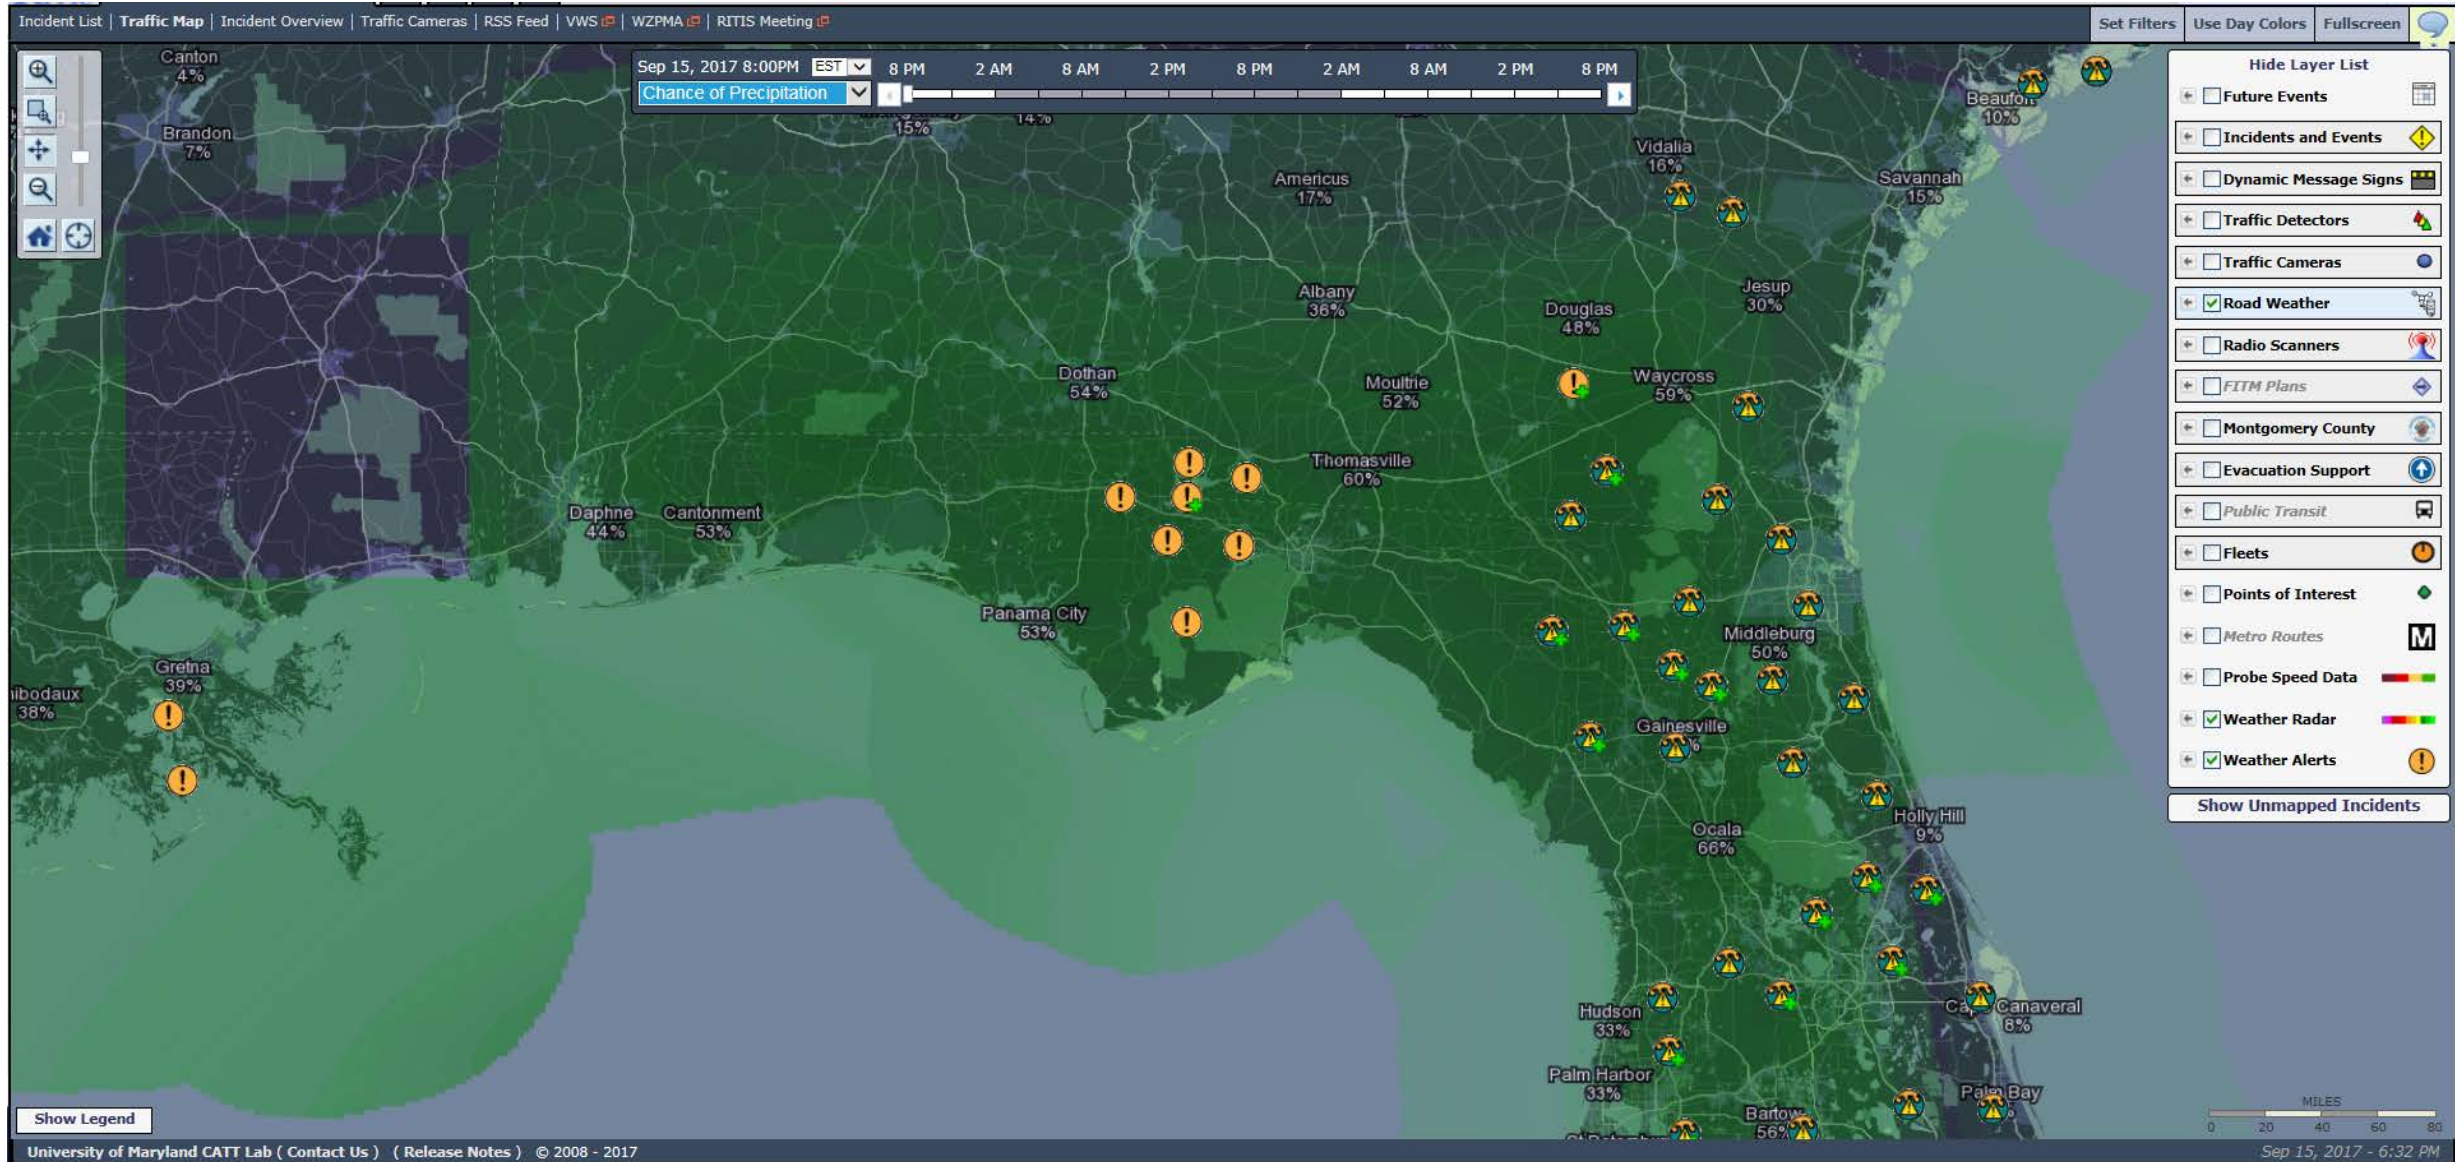 Incident List | Traffic Map | Incident Overview | Traffic Cameras | RSS Feed | VWS | WZPMA | RITIS Meeting
Set Filters
Use Day Colors
Fullscreen
Sep 15, 2017 8:00PM
EST
8 PM 2 AM 8 AM 2 PM 8 PM 2 AM 8 AM 2 PM 8 PM
Chance of Precipitation
Hide Layer List
Future Events
Incidents and Events
Dynamic Message Signs
Traffic Detectors
Traffic Cameras
Road Weather
Radio Scanners
FITM Plans
Montgomery County
Evacuation Support
Public Transit
Fleets
Points of Interest
Metro Routes
M
Probe Speed Data
Weather Radar
Weather Alerts
Show Unmapped Incidents
Canton
4%
Brandon
7%
15%
14%
Beaufort
10%
Vidalia
16%
Americus
17%
Savannah
15%
Albany
36%
Jesup
30%
Douglas
48%
Dothan
54%
Moultrie
52%
Waycross
59%
Thomasville
60%
Daphne
44%
Cantonment
53%
Panama City
53%
Middleburg
50%
Gretna
39%
ibodaux
38%
Gainesville
Holly Hill
9%
Ocala
66%
Hudson
33%
Canaveral
8%
Palm Harbor
33%
Palm Bay
Bartow
56%
Show Legend
MILES
0 20 40 60 80
University of Maryland CATT Lab ( Contact Us ) ( Release Notes ) © 2008 - 2017
Sep 15, 2017 - 6:32 PM